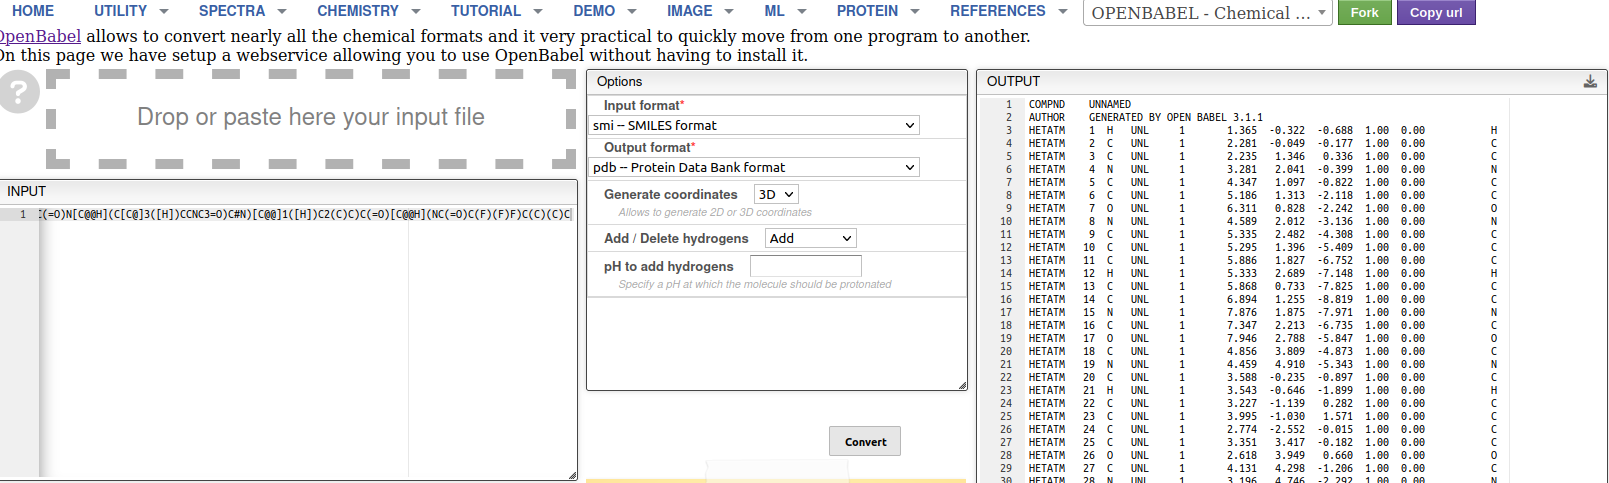 HOME UTILITY SPECTRA CHEMISTRY TUTORIAL DEMO IMAGE ML PROTEIN REFERENCES OPENBABEL - Chemical ... Fork Copy url
OpenBabel allows to convert nearly all the chemical formats and it very practical to quickly move from one program to another.
On this page we have setup a webservice allowing you to use OpenBabel without having to install it.
?
Drop or paste here your input file
INPUT
1 C(=O)N[C@@H](C[C@]3([H])CCNC3=O)C#N)[C@@]1([H])C2(C)C)C(=O)[C@@H](NC(=O)C(F)(F)F)C(C)(C)C
Options
Input format*
smi -- SMILES format
Output format*
pdb -- Protein Data Bank format
Generate coordinates 3D
Allows to generate 2D or 3D coordinates
Add / Delete hydrogens Add
pH to add hydrogens
Specify a pH at which the molecule should be protonated
Convert
OUTPUT
1 COMPND UNNAMED
2 AUTHOR GENERATED BY OPEN BABEL 3.1.1
3 HETATM 1 H UNL 1 1.365 -0.322 -0.688 1.00 0.00 H
4 HETATM 2 C UNL 1 2.281 -0.049 -0.177 1.00 0.00 C
5 HETATM 3 C UNL 1 2.235 1.346 0.336 1.00 0.00 C
6 HETATM 4 N UNL 1 3.281 2.041 -0.399 1.00 0.00 N
7 HETATM 5 C UNL 1 4.347 1.097 -0.822 1.00 0.00 C
8 HETATM 6 C UNL 1 5.186 1.313 -2.118 1.00 0.00 C
9 HETATM 7 O UNL 1 6.311 0.828 -2.242 1.00 0.00 O
10 HETATM 8 N UNL 1 4.589 2.012 -3.136 1.00 0.00 N
11 HETATM 9 C UNL 1 5.335 2.482 -4.308 1.00 0.00 C
12 HETATM 10 C UNL 1 5.295 1.396 -5.409 1.00 0.00 C
13 HETATM 11 C UNL 1 5.886 1.827 -6.752 1.00 0.00 C
14 HETATM 12 H UNL 1 5.333 2.689 -7.148 1.00 0.00 H
15 HETATM 13 C UNL 1 5.868 0.733 -7.825 1.00 0.00 C
16 HETATM 14 C UNL 1 6.894 1.255 -8.819 1.00 0.00 C
17 HETATM 15 N UNL 1 7.876 1.875 -7.971 1.00 0.00 N
18 HETATM 16 C UNL 1 7.347 2.213 -6.735 1.00 0.00 C
19 HETATM 17 O UNL 1 7.946 2.788 -5.847 1.00 0.00 O
20 HETATM 18 C UNL 1 4.856 3.809 -4.873 1.00 0.00 C
21 HETATM 19 N UNL 1 4.459 4.910 -5.343 1.00 0.00 N
22 HETATM 20 C UNL 1 3.588 -0.235 -0.897 1.00 0.00 C
23 HETATM 21 H UNL 1 3.543 -0.646 -1.899 1.00 0.00 H
24 HETATM 22 C UNL 1 3.227 -1.139 0.282 1.00 0.00 C
25 HETATM 23 C UNL 1 3.995 -1.030 1.571 1.00 0.00 C
26 HETATM 24 C UNL 1 2.774 -2.552 -0.015 1.00 0.00 C
27 HETATM 25 C UNL 1 3.351 3.417 -0.182 1.00 0.00 C
28 HETATM 26 O UNL 1 2.618 3.949 0.660 1.00 0.00 O
29 HETATM 27 C UNL 1 4.131 4.298 -1.206 1.00 0.00 C
30 HETATM 28 N UNL 1 3.196 4.746 -2.292 1.00 0.00 N